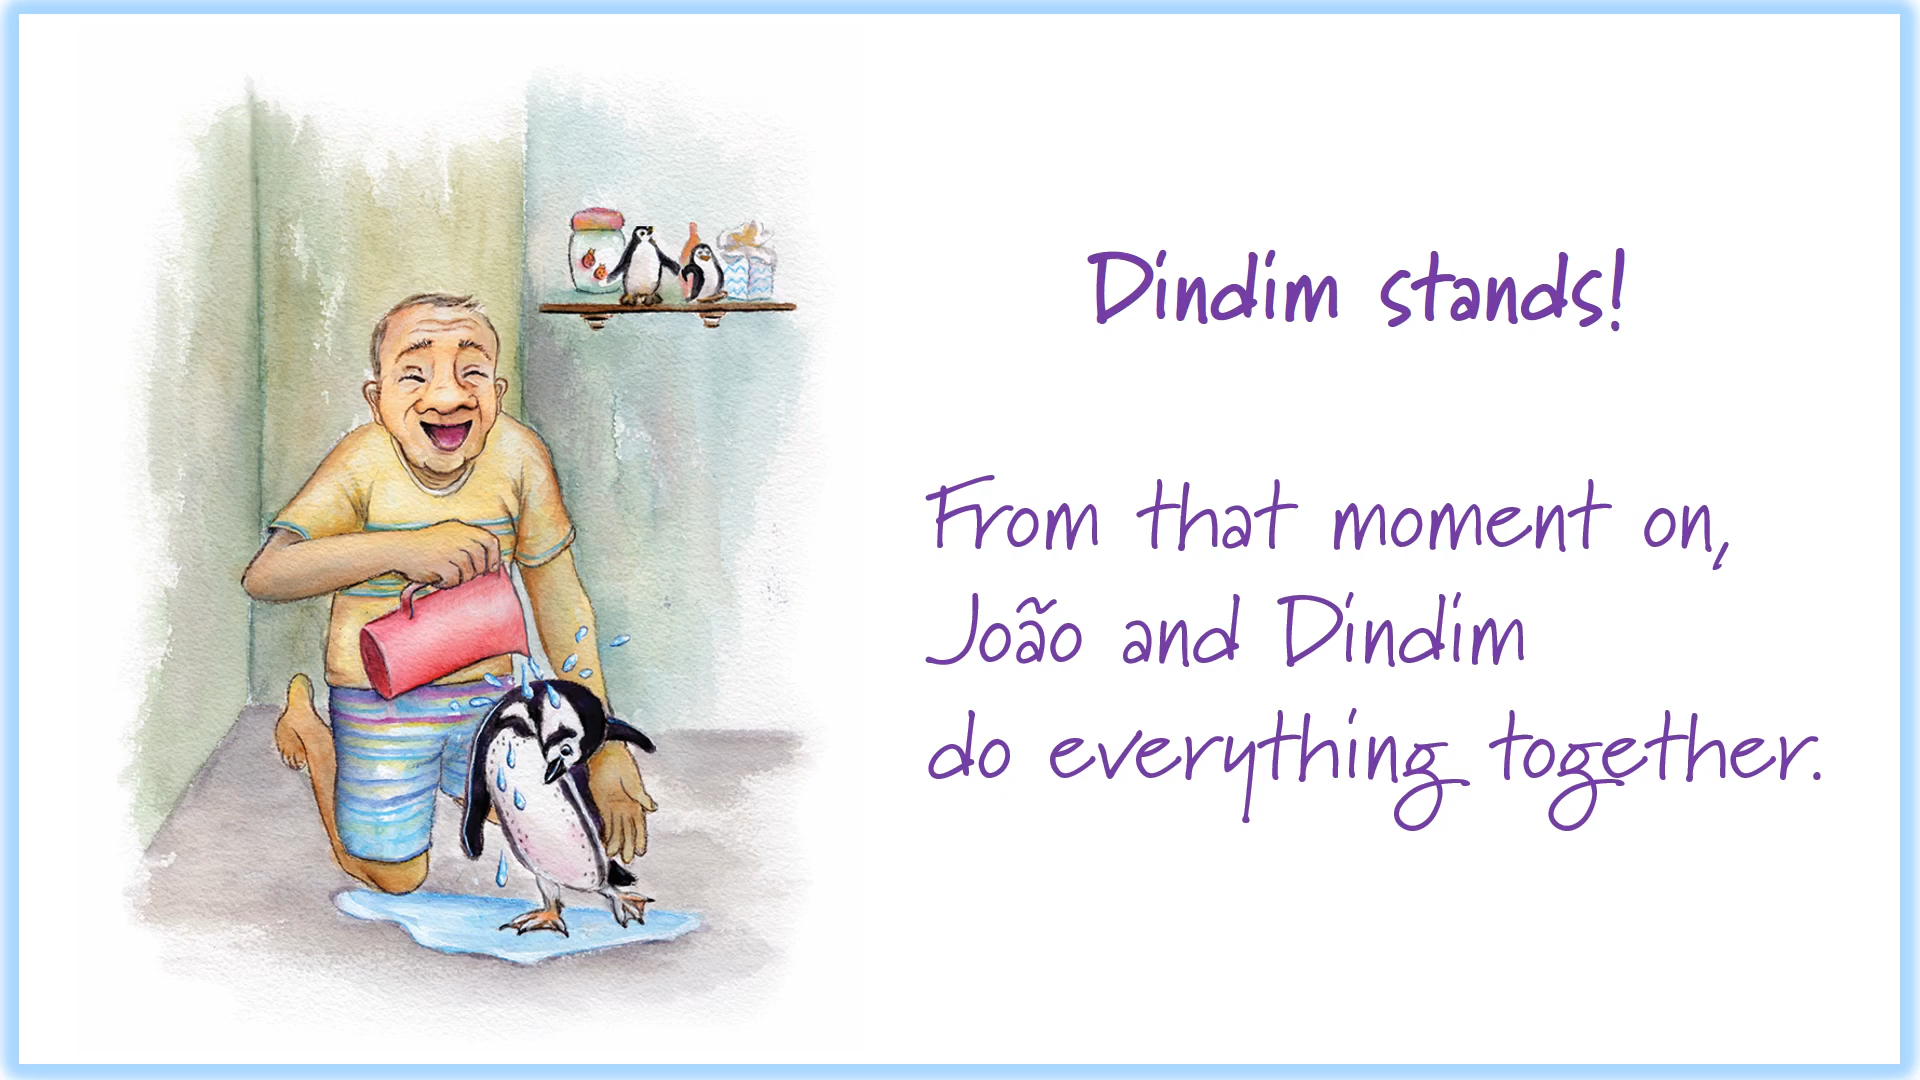 Dindim stands!
From that moment on,
João and Dindim
do everything together.